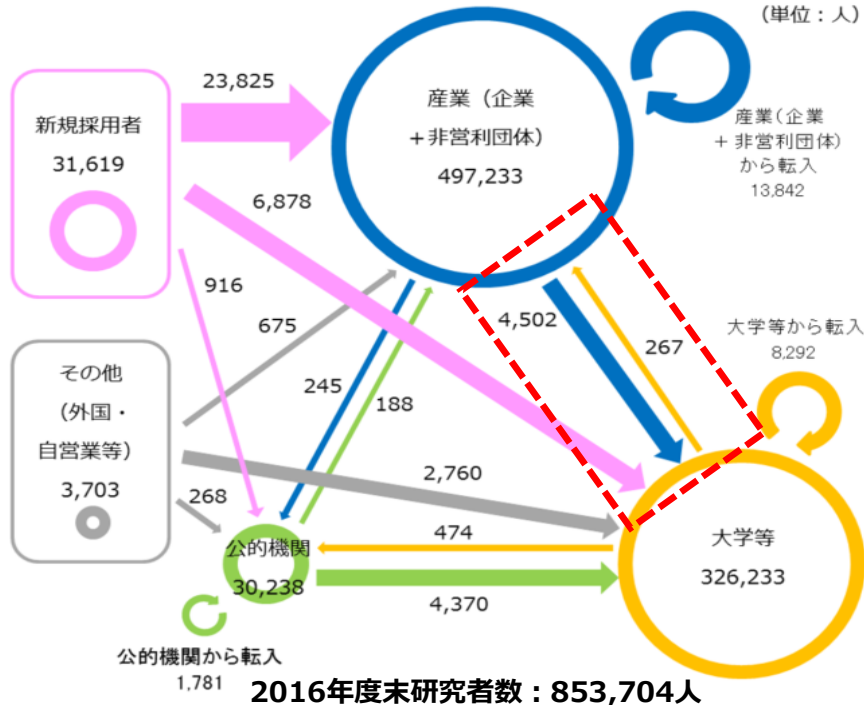 (単位:人)
23,825
新規採用者
31,619
産業(企業
+非営利団体)
497,233
産業(企業
+ 非営利団体)
から転入
13,842
6,878
916
675
4,502
267
大学等から転入
8,292
245
188
その他
(外国・
自営業等)
3,703
268
2,760
公的機関
30,238
474
4,370
大学等
326,233
公的機関から転入
1,781
2016年度末研究者数:853,704人